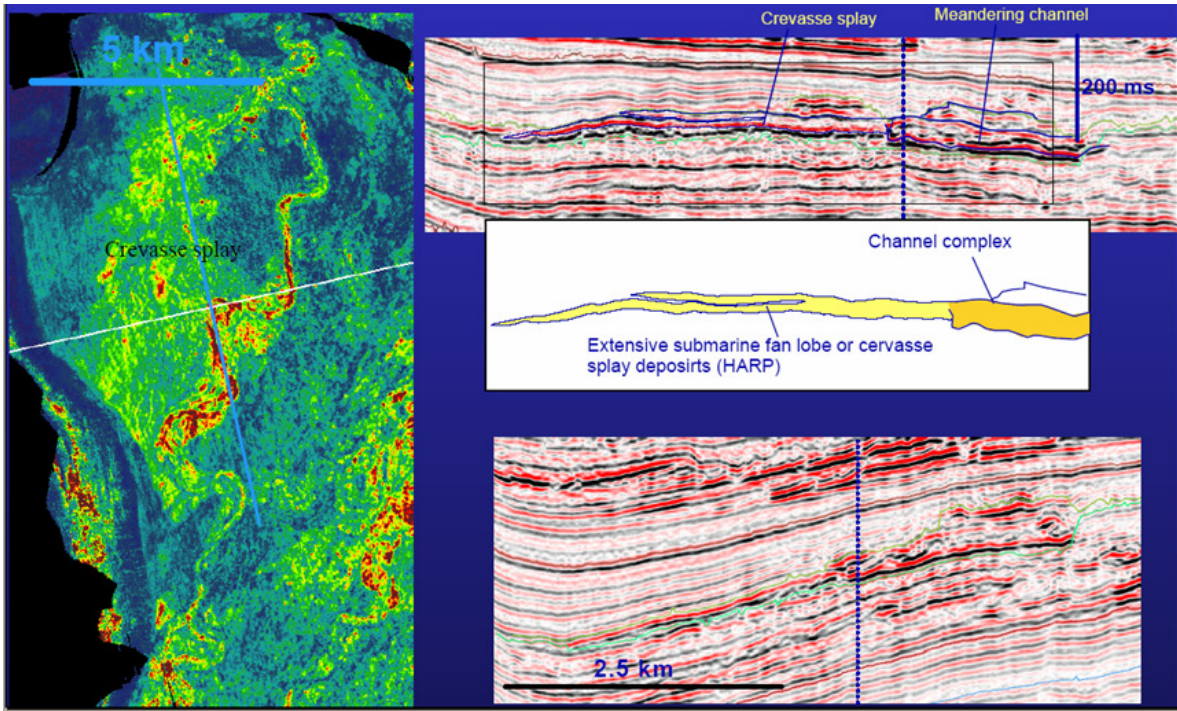 5 km
Crevasse splay
Crevasse splay
Meandering channel
200 ms
Channel complex
Extensive submarine fan lobe or cervasse
splay deposirts (HARP)
2.5 km